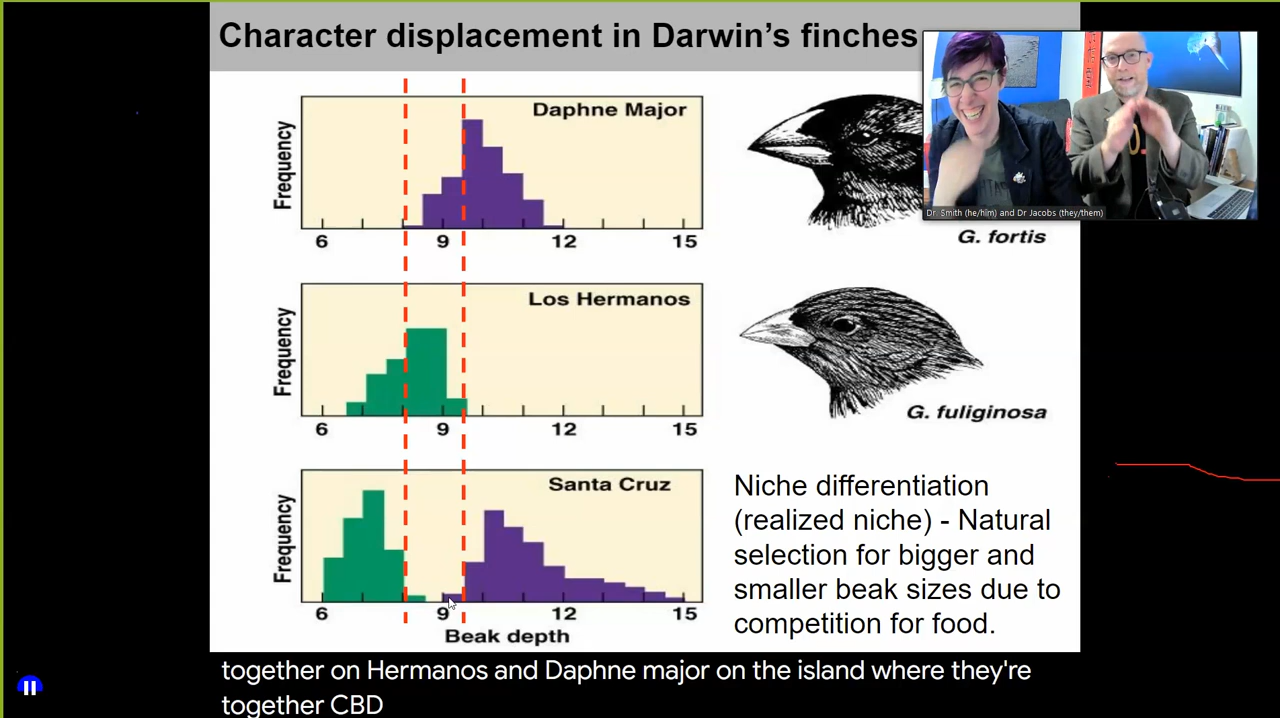 Character displacement in Darwin's finches
Dr. Smith (he/him) and Dr Jacobs (they/them)
Frequency
Daphne Major
6 9 12 15
G. fortis
Frequency
Los Hermanos
6 9 12 15
G. fuliginosa
Frequency
Santa Cruz
6 9 12 15
Beak depth
Niche differentiation
(realized niche) - Natural
selection for bigger and
smaller beak sizes due to
competition for food.
together on Hermanos and Daphne major on the island where they're
together CBD